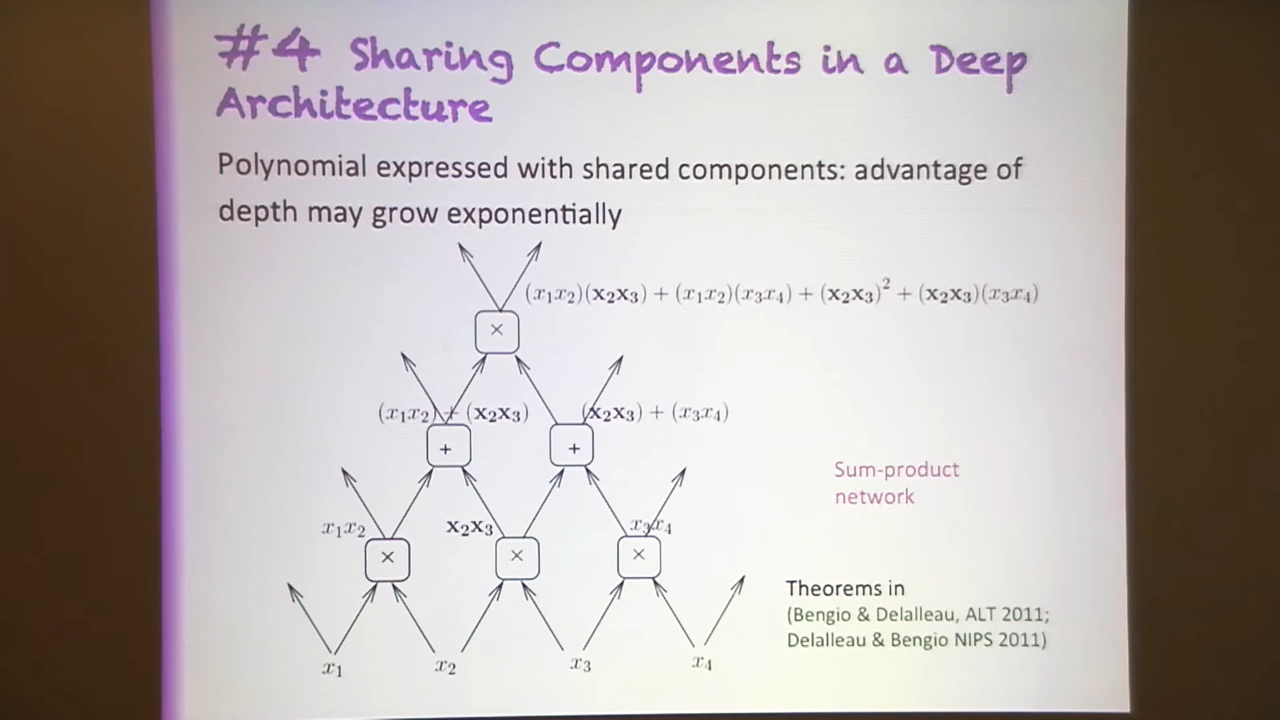 #4 Sharing Components in a Deep
Architecture
Polynomial expressed with shared components: advantage of
depth may grow exponentially
(x₁x₂)(x₂x₃) + (x₁x₂)(x₃x₄) + (x₂x₃)² + (x₂x₃)(x₃x₄)
×
(x₁x₂) + (x₂x₃) (x₂x₃) + (x₃x₄)
+ +
Sum-product
network
x₁x₂ x₂x₃ x₃x₄
× × ×
Theorems in
(Bengio & Delalleau, ALT 2011;
Delalleau & Bengio NIPS 2011)
x₁ x₂ x₃ x₄